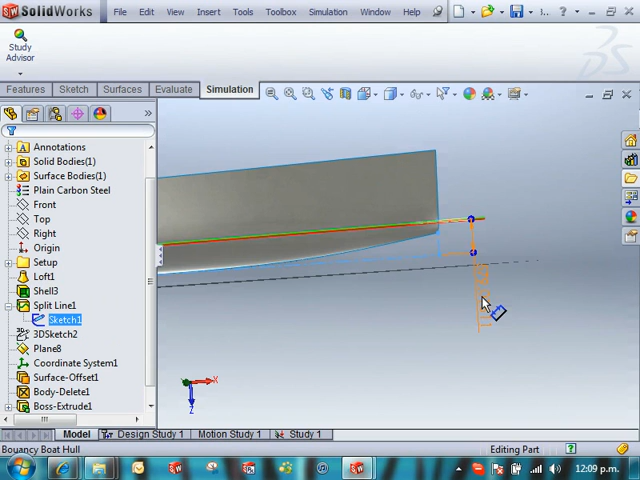 SolidWorks File Edit View Insert Tools Toolbox Simulation Window Help
Study
Advisor
Features Sketch Surfaces Evaluate Simulation
Annotations
Solid Bodies(1)
Surface Bodies(1)
Plain Carbon Steel
Front
Top
Right
Origin
Setup
Loft1
Shell3
Split Line1
Sketch1
3DSketch2
Plane8
Coordinate System1
Surface-Offset1
Body-Delete1
Boss-Extrude1
X
Z
Model Design Study 1 Motion Study 1 Study 1
Bouancy Boat Hull Editing Part
12:09 p.m.